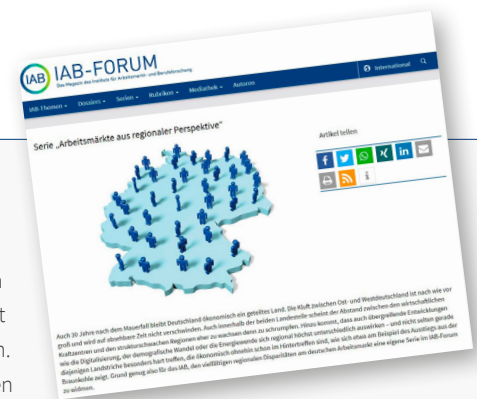 IAB IAB-FORUM
Das Magazin des Instituts für Arbeitsmarkt- und Berufsforschung
IAB-Themen Dossiers Serien Rubriken Mediathek Autoren International
Serie „Arbeitsmärkte aus regionaler Perspektive“
Artikel teilen
Auch 30 Jahre nach dem Mauerfall bleibt Deutschland ökonomisch ein geteiltes Land. Die Kluft zwischen Ost- und Westdeutschland ist nach wie vor
groß und wird auf absehbare Zeit nicht verschwinden. Auch innerhalb der beiden Landesteile scheint der Abstand zwischen den wirtschaftlichen
Kraftzentren und den strukturschwachen Regionen eher zu wachsen denn zu schrumpfen. Hinzu kommt, dass auch übergreifende Entwicklungen
wie die Digitalisierung, der demografische Wandel oder die Energiewende sich regional höchst unterschiedlich auswirken – und nicht selten gerade
diejenigen Landstriche besonders hart treffen, die ökonomisch ohnehin schon im Hintertreffen sind, wie sich etwa am Beispiel des Ausstiegs aus der
Braunkohle zeigt. Grund genug also für das IAB, den vielfältigen regionalen Disparitäten am deutschen Arbeitsmarkt eine eigene Serie im IAB-Forum
zu widmen.